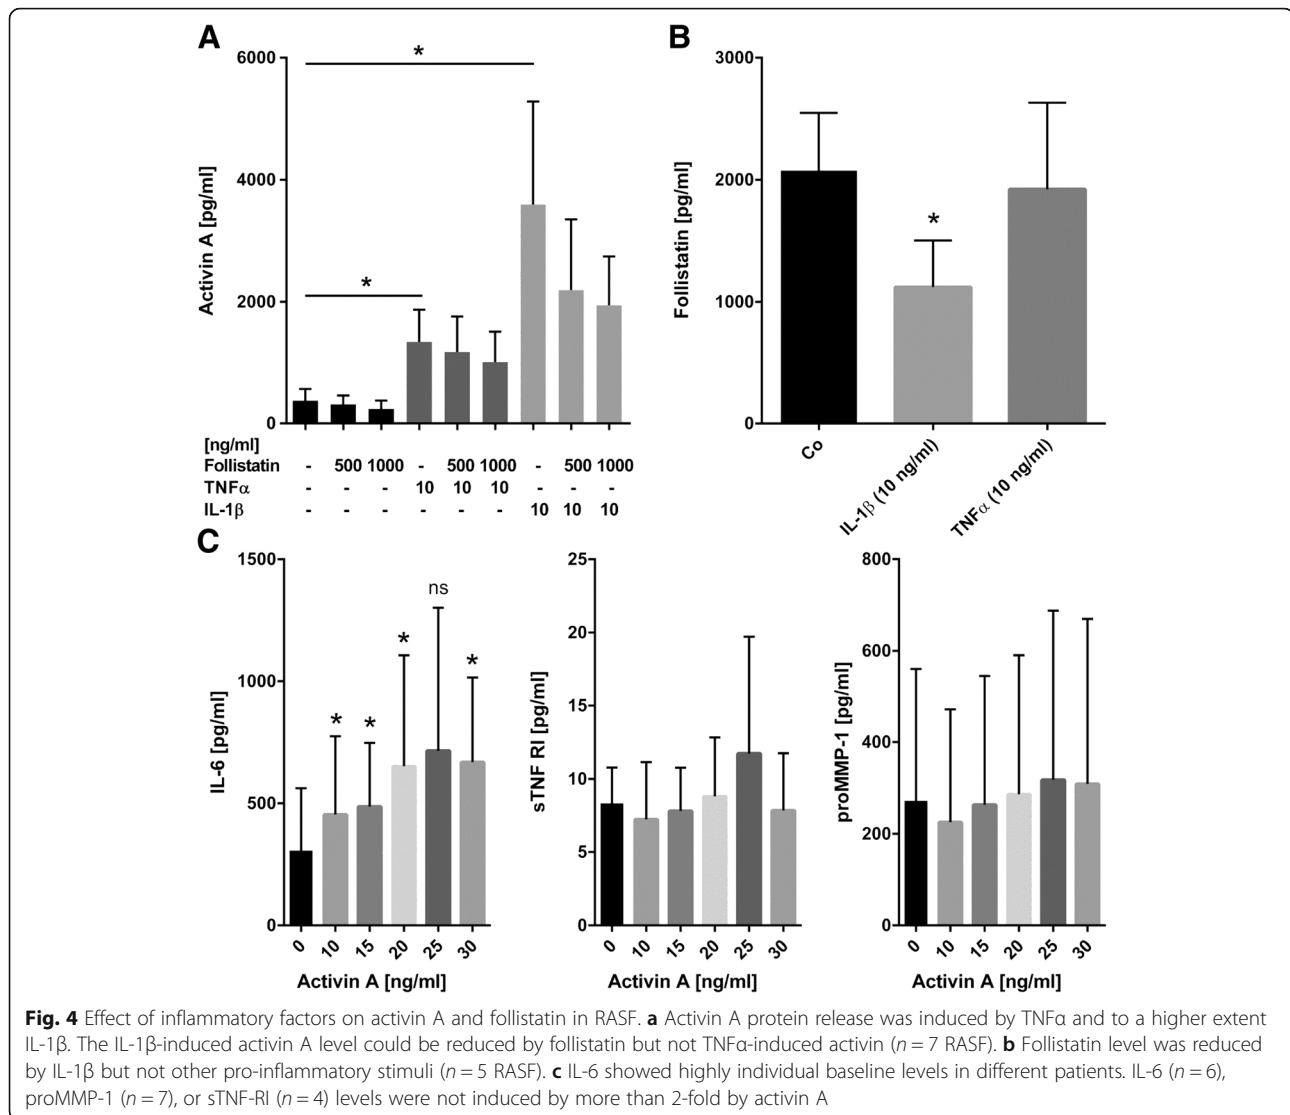 A
Activin A [pg/ml]
6000
4000
2000
0
*
*
[ng/ml]
Follistatin - 500 1000 - 500 1000 - 500 1000
TNFα - - - 10 10 10 - - -
IL-1β - - - - - - 10 10 10
B
Follistatin [pg/ml]
3000
2000
1000
0
*
Co
IL-1β (10 ng/ml)
TNFα (10 ng/ml)
C
IL-6 [pg/ml]
1500
1000
500
0
* * * ns *
0 10 15 20 25 30
Activin A [ng/ml]
sTNF RI [pg/ml]
25
20
15
10
5
0
0 10 15 20 25 30
Activin A [ng/ml]
proMMP-1 [pg/ml]
800
600
400
200
0
0 10 15 20 25 30
Activin A [ng/ml]
Fig. 4 Effect of inflammatory factors on activin A and follistatin in RASF. a Activin A protein release was induced by TNFα and to a higher extent
IL-1β. The IL-1β-induced activin A level could be reduced by follistatin but not TNFα-induced activin (n = 7 RASF). b Follistatin level was reduced
by IL-1β but not other pro-inflammatory stimuli (n = 5 RASF). c IL-6 showed highly individual baseline levels in different patients. IL-6 (n = 6),
proMMP-1 (n = 7), or sTNF-RI (n = 4) levels were not induced by more than 2-fold by activin A